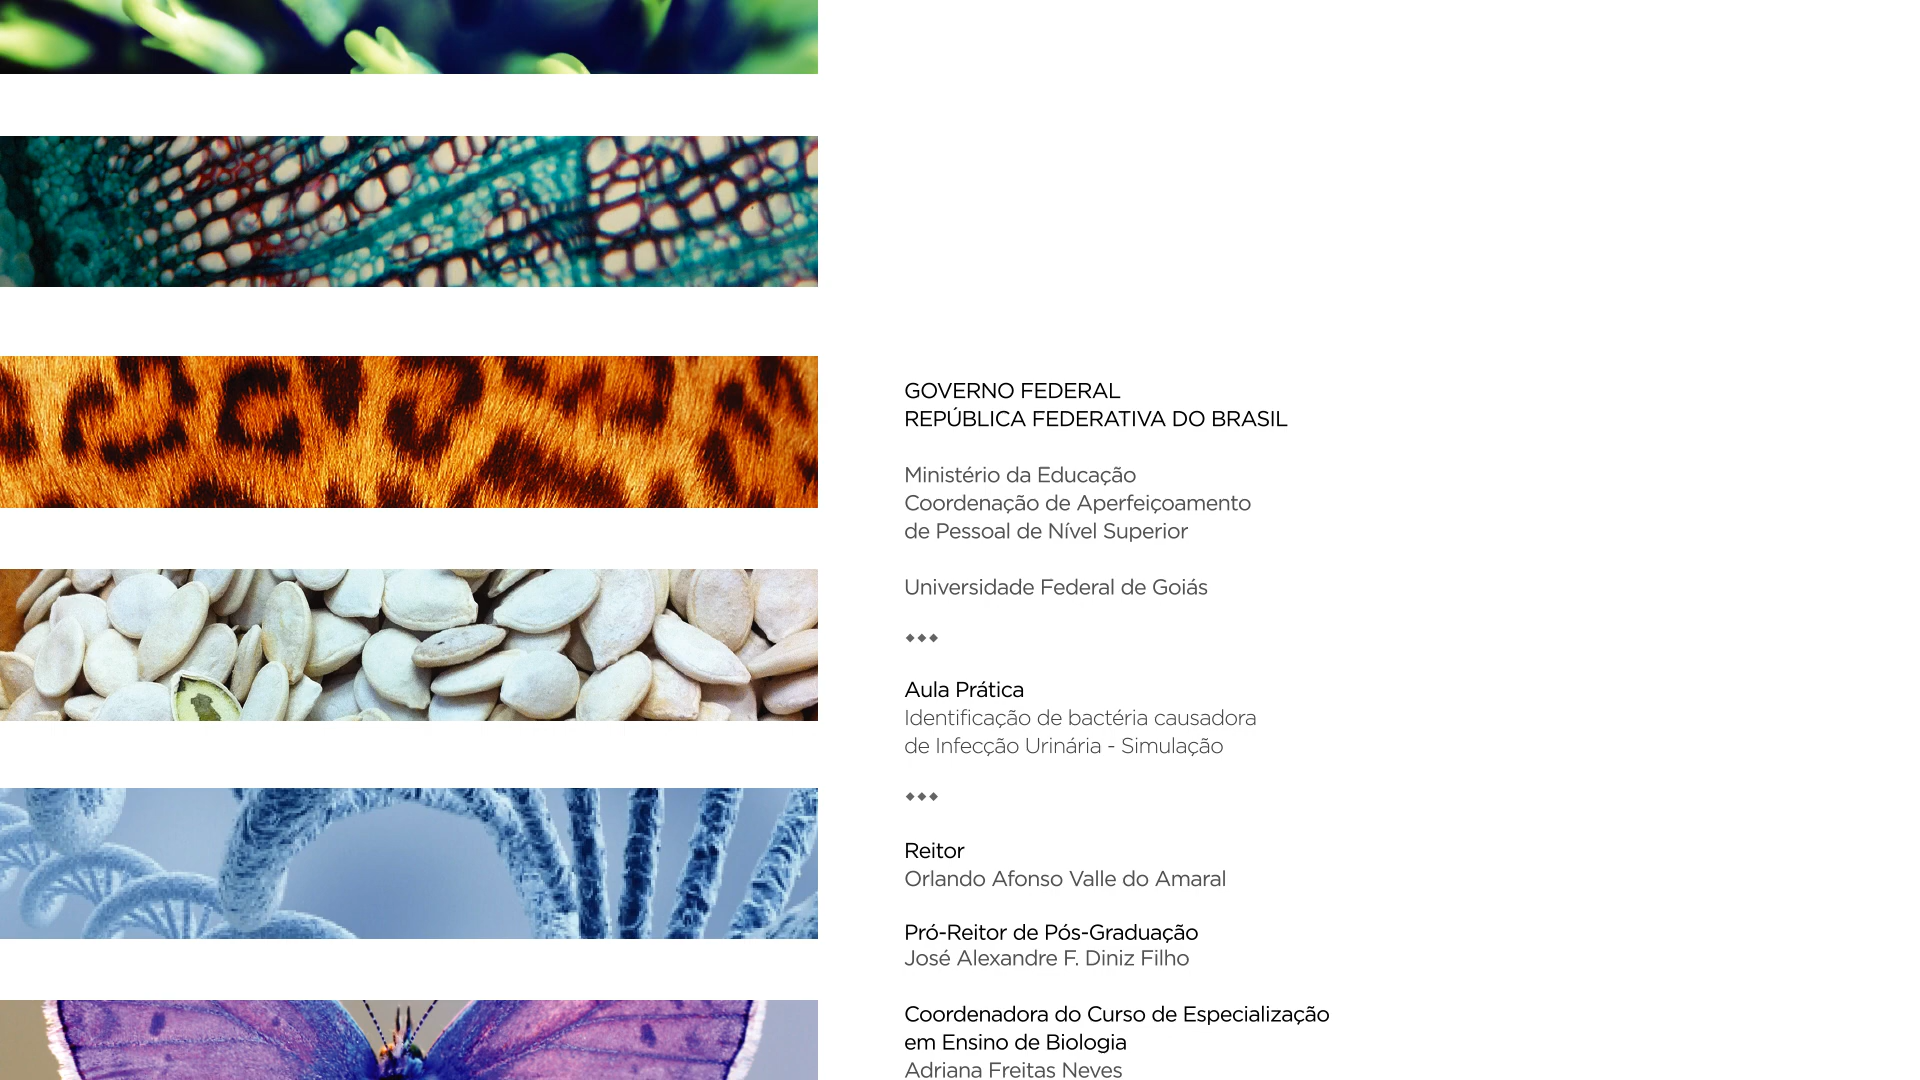 GOVERNO FEDERAL
REPÚBLICA FEDERATIVA DO BRASIL
Ministério da Educação
Coordenação de Aperfeiçoamento
de Pessoal de Nível Superior
Universidade Federal de Goiás
Aula Prática
Identificação de bactéria causadora
de Infecção Urinária - Simulação
Reitor
Orlando Afonso Valle do Amaral
Pró-Reitor de Pós-Graduação
José Alexandre F. Diniz Filho
Coordenadora do Curso de Especialização
em Ensino de Biologia
Adriana Freitas Neves